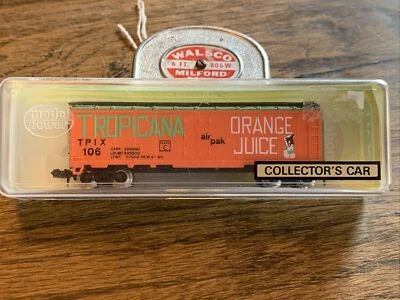 WALSCO
6 FT. 806W
MILFORD
model
power
TROPICANA
ORANGE
air
JUICE
pak
TPIX
106
COLLECTOR'S CAR